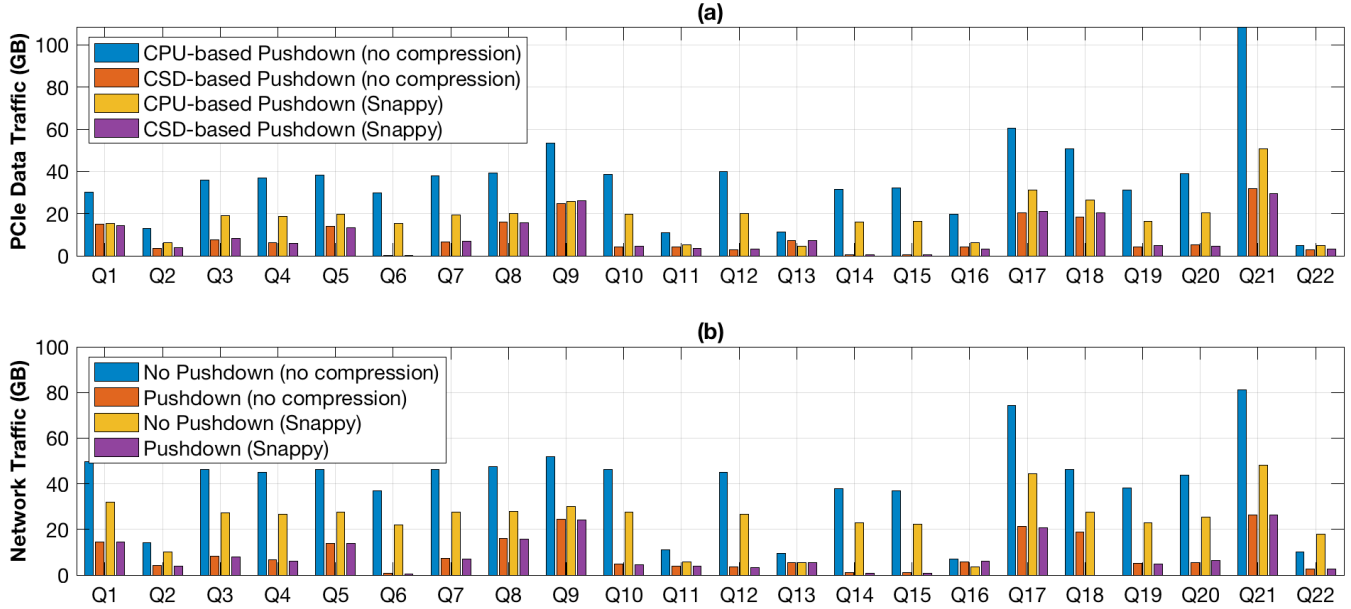 (a)
PCIe Data Traffic (GB)
100
80
60
40
20
0
CPU-based Pushdown (no compression)
CSD-based Pushdown (no compression)
CPU-based Pushdown (Snappy)
CSD-based Pushdown (Snappy)
Q1 Q2 Q3 Q4 Q5 Q6 Q7 Q8 Q9 Q10 Q11 Q12 Q13 Q14 Q15 Q16 Q17 Q18 Q19 Q20 Q21 Q22
(b)
Network Traffic (GB)
100
80
60
40
20
0
No Pushdown (no compression)
Pushdown (no compression)
No Pushdown (Snappy)
Pushdown (Snappy)
Q1 Q2 Q3 Q4 Q5 Q6 Q7 Q8 Q9 Q10 Q11 Q12 Q13 Q14 Q15 Q16 Q17 Q18 Q19 Q20 Q21 Q22